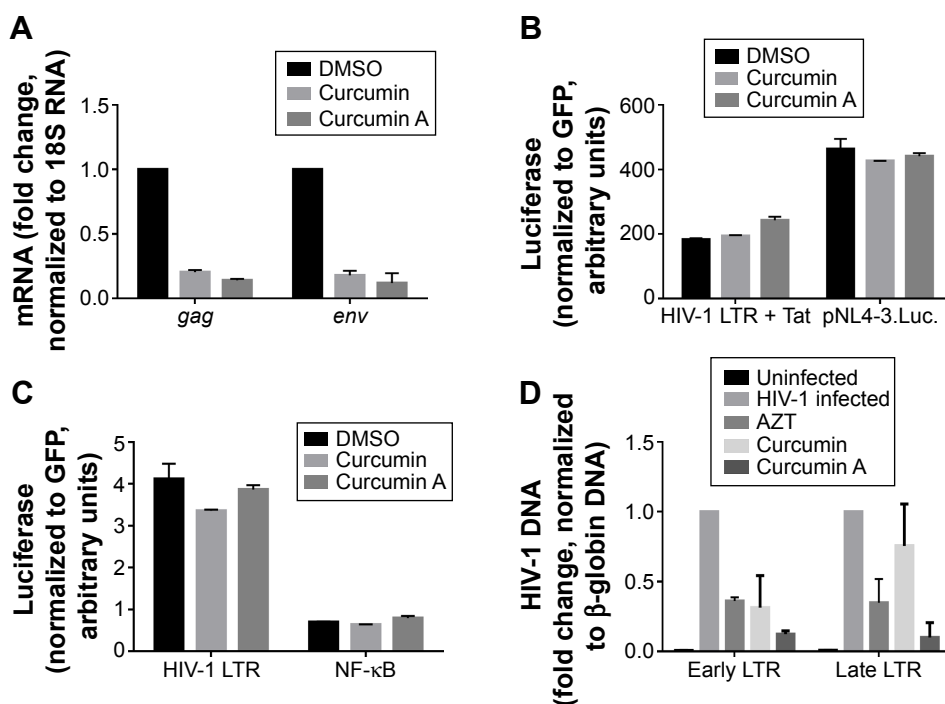 A
mRNA (fold change,
normalized to 18S RNA)
DMSO
Curcumin
Curcumin A
1.5
1.0
0.5
0.0
gag
env
B
Luciferase
(normalized to GFP,
arbitrary units)
DMSO
Curcumin
Curcumin A
600
400
200
0
HIV-1 LTR + Tat
pNL4-3.Luc.
C
Luciferase
(normalized to GFP,
arbitrary units)
DMSO
Curcumin
Curcumin A
5
4
3
2
1
0
HIV-1 LTR
NF-κB
D
HIV-1 DNA
(fold change, normalized
to β-globin DNA)
Uninfected
HIV-1 infected
AZT
Curcumin
Curcumin A
1.5
1.0
0.5
0.0
Early LTR
Late LTR